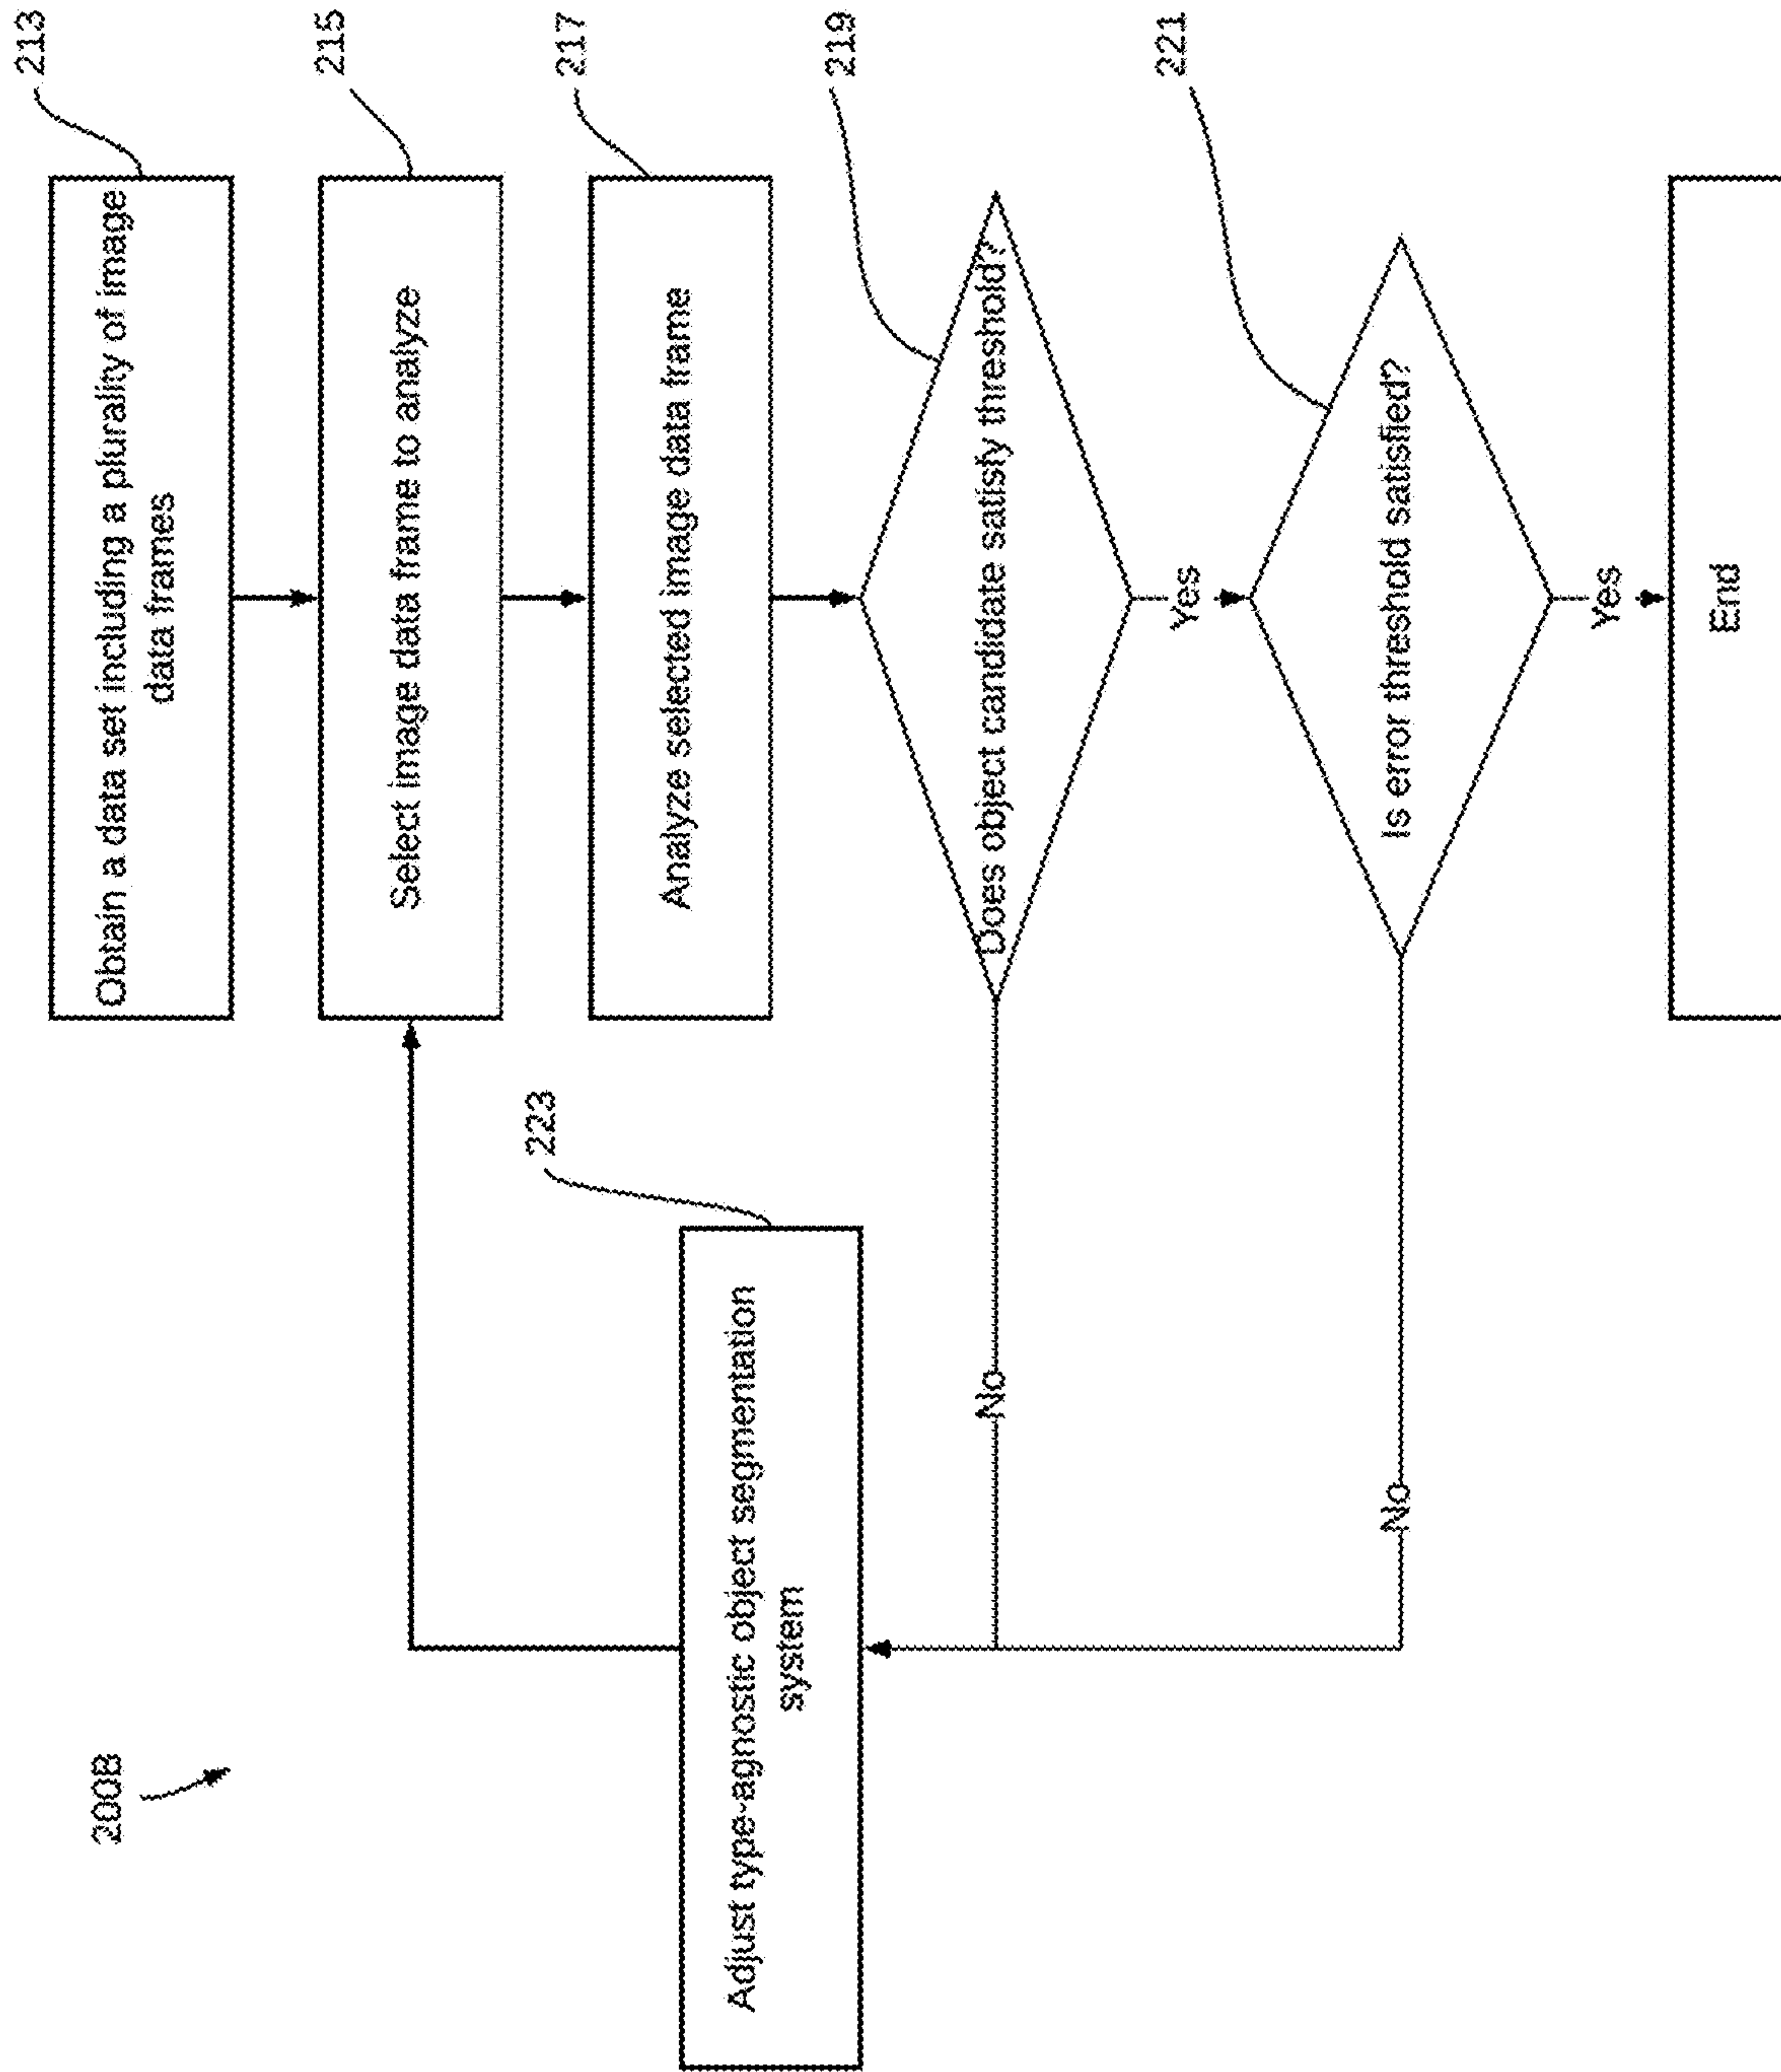 200B
213
Obtain a data set including a plurality of image
data frames
215
Select image data frame to analyze
217
Analyze selected image data frame
223
Adjust type-agnostic object segmentation
system
219
Does object candidate satisfy threshold?
No
Yes
221
Is error threshold satisfied?
No
Yes
End